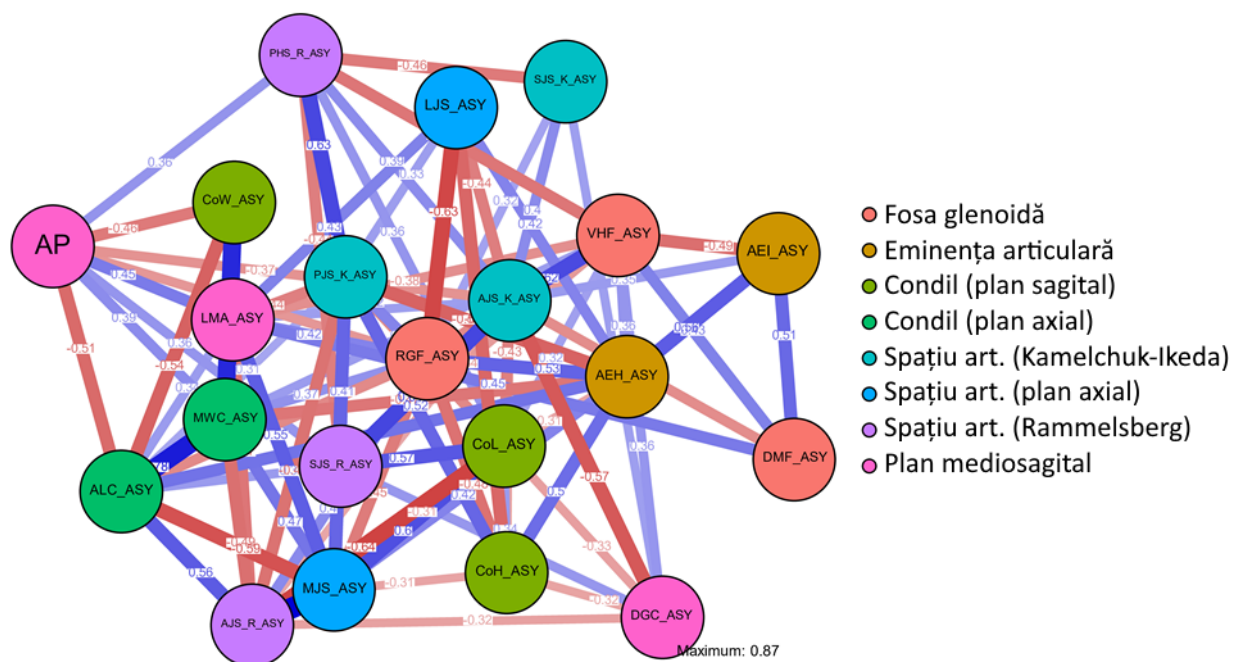 PHS_R_ASY
SJS_K_ASY
LJS_ASY
-0.46
0.36
0.63
0.39
0.33
-0.44
0.4
0.42
0.32
CoW_ASY
-0.46
AP
VHF_ASY
-0.49
AEI_ASY
-0.63
0.43
0.36
0.45
-0.37
PJS_K_ASY
-0.38
AJS_K_ASY
LMA_ASY
0.39
0.36
0.42
-0.51
-0.54
RGF_ASY
-0.43
0.32
0.36
0.51
0.53
0.45
AEH_ASY
0.41
0.37
0.52
MWC_ASY
0.55
-0.31
0.36
CoL_ASY
DMF_ASY
SJS_R_ASY
0.57
-0.57
ALC_ASY
0.42
0.5
0.47
-0.31
0.6
-0.64
-0.59
-0.33
0.56
MJS_ASY
-0.31
CoH_ASY
-0.32
AJS_R_ASY
-0.32
DGC_ASY
Maximum: 0.87
Fosa glenoidă
Eminența articulară
Condil (plan sagital)
Condil (plan axial)
Spațiu art. (Kamelchuk-Ikeda)
Spațiu art. (plan axial)
Spațiu art. (Rammelsberg)
Plan mediosagital